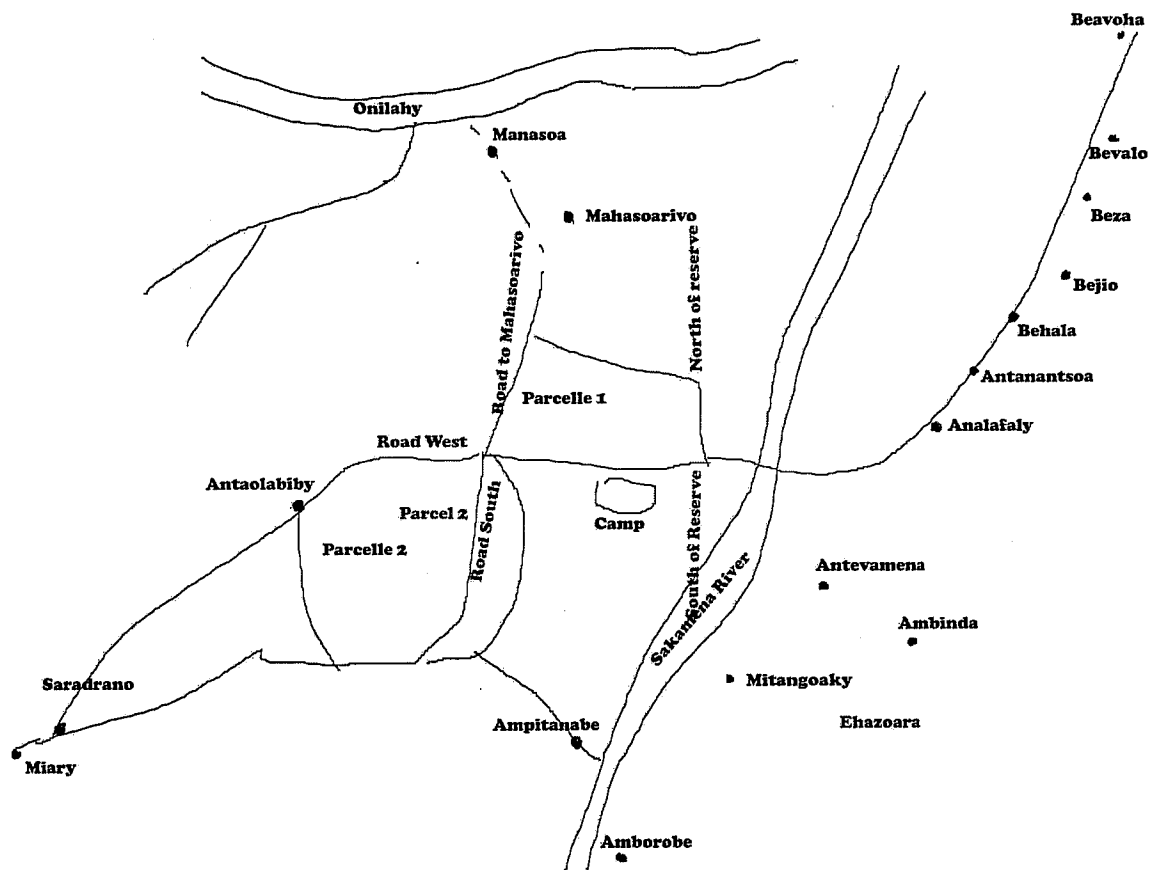 Beavoha
Onilahy
Manasoa
Bevalo
Mahasoarivo
Beza
Road to Mahasoarivo
North of reserve
Bejio
Behala
Antanantsoa
Parcelle 1
Analafaly
Road West
Antaolabiby
Parcel 2
Road South
Camp
South of Reserve
Parcelle 2
Sakamena River
Antevamena
Ambinda
Saradrano
Mitangoaky
Ampitanabe
Ehazoara
Miary
Amborobe